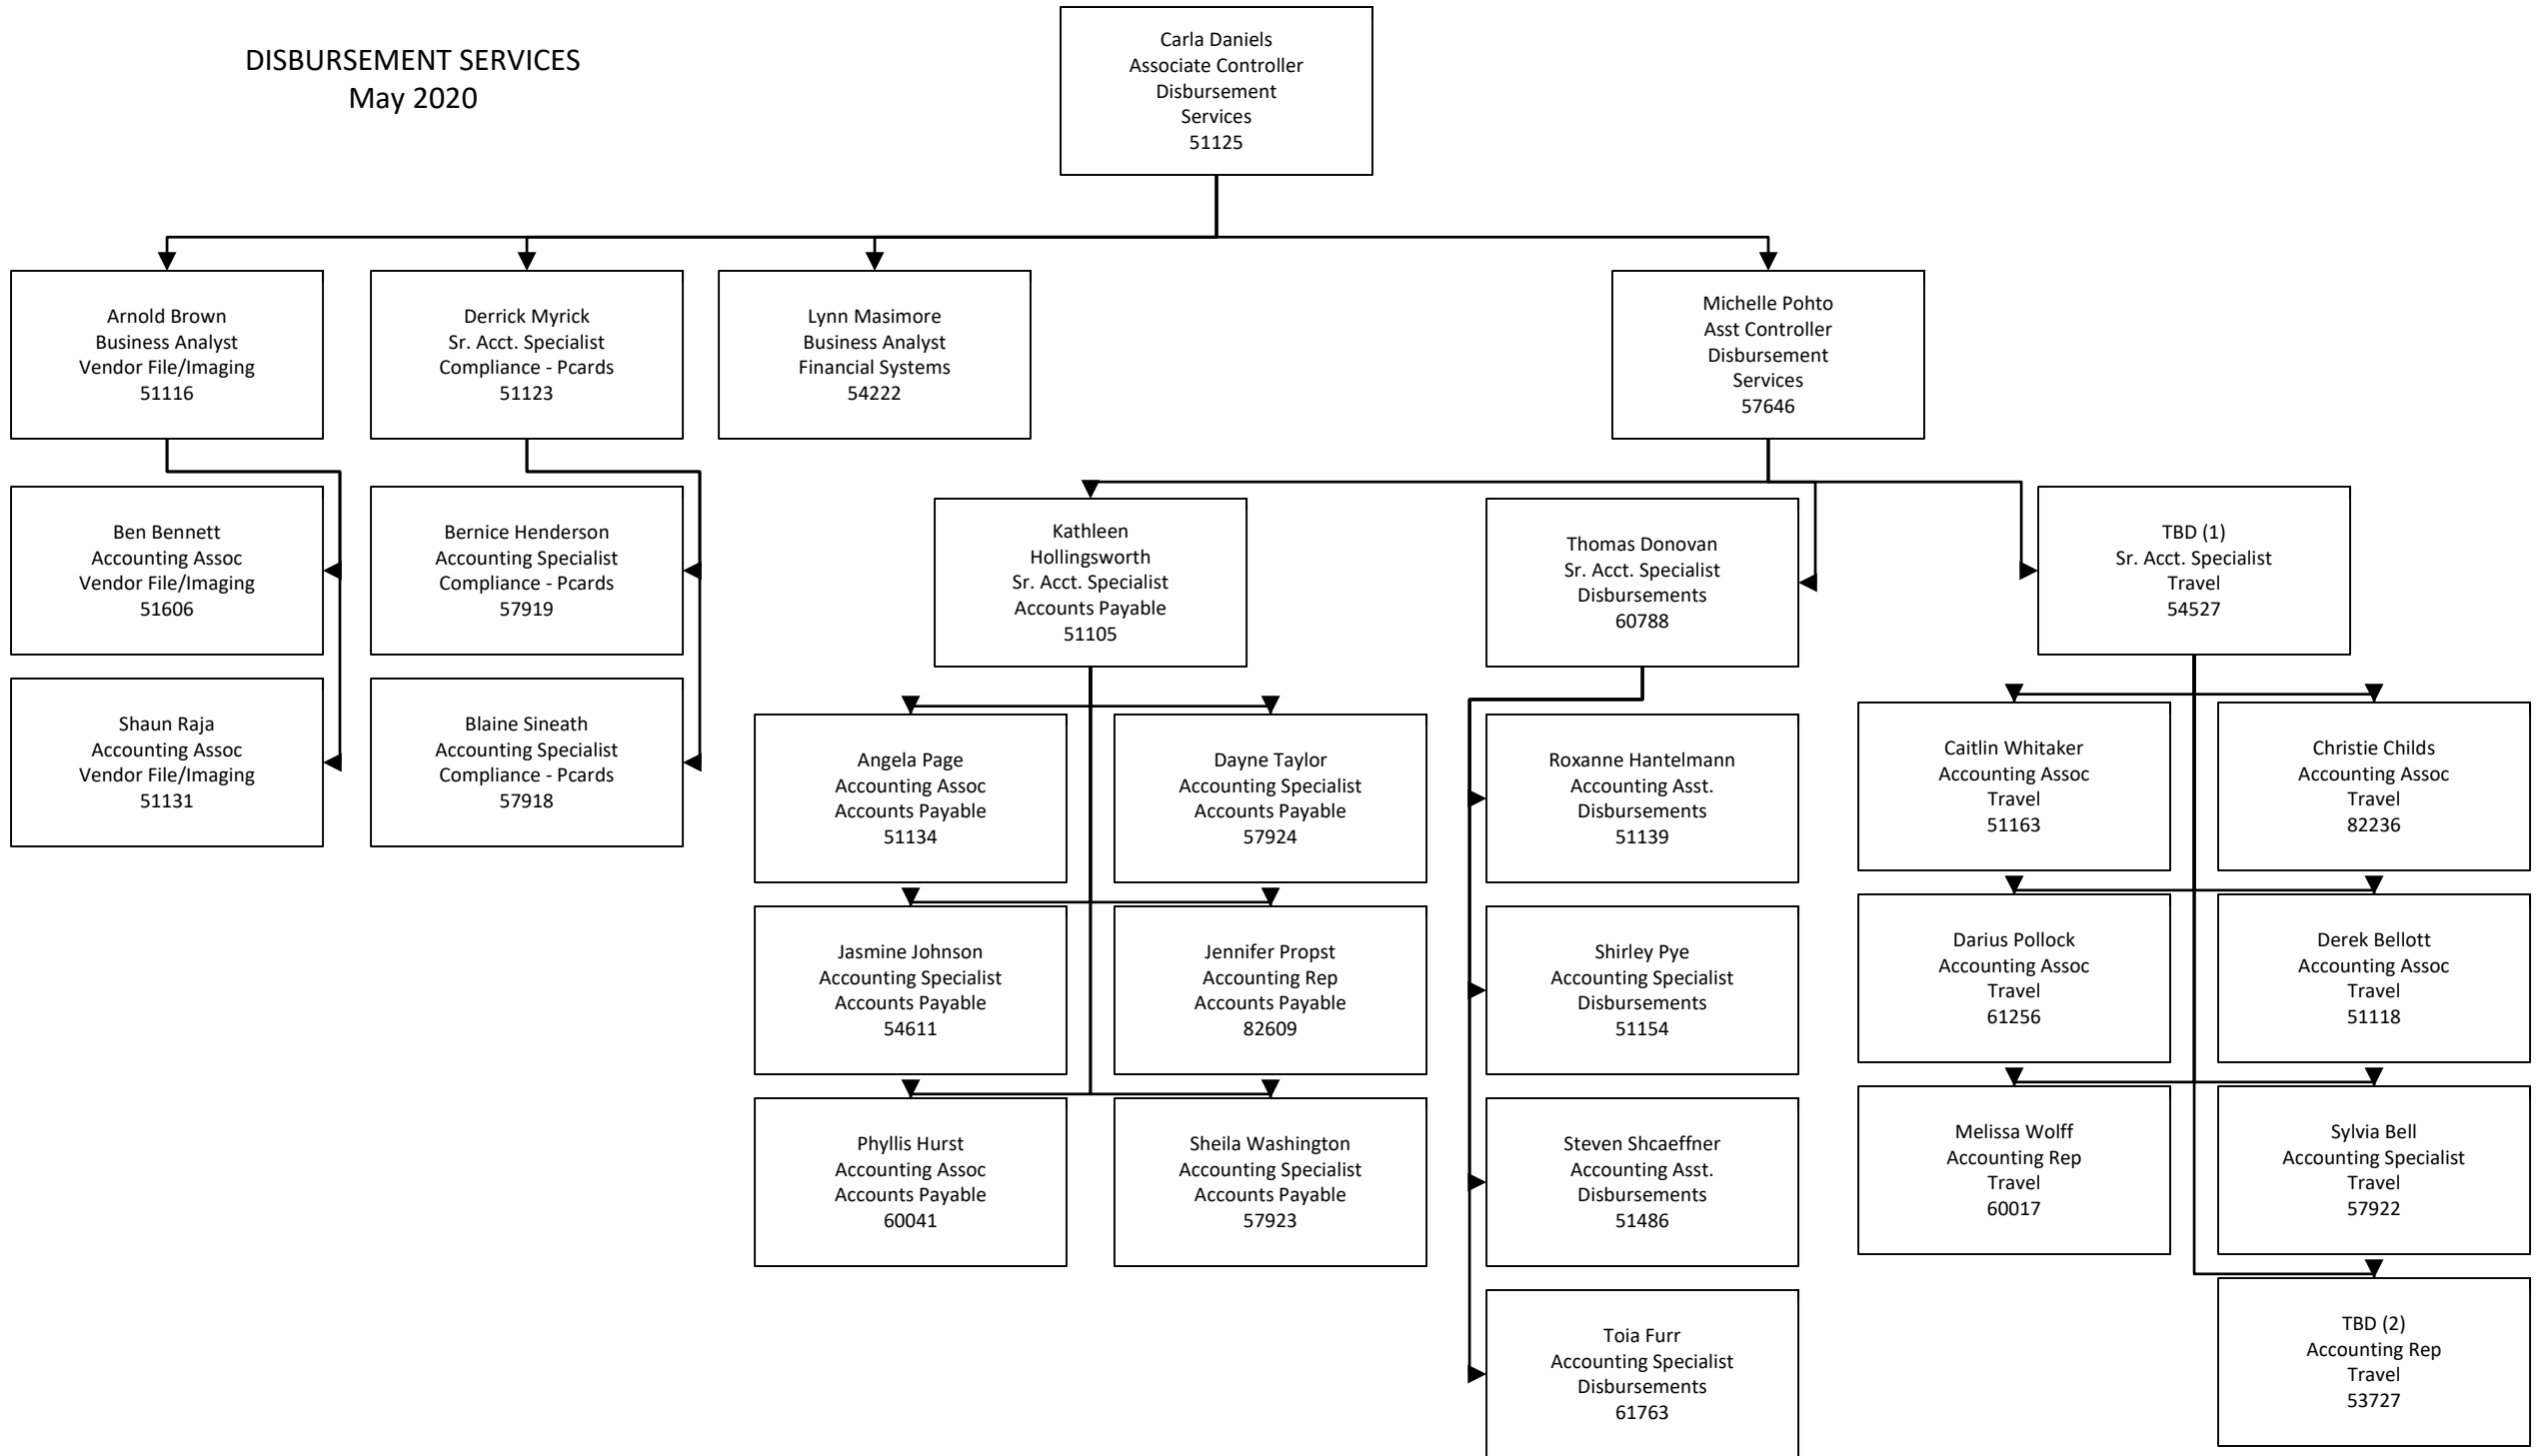 DISBURSEMENT SERVICES
May 2020
Carla Daniels
Associate Controller
Disbursement
Services
51125
Arnold Brown
Business Analyst
Vendor File/Imaging
51116
Derrick Myrick
Sr. Acct. Specialist
Compliance - Pcards
51123
Lynn Masimore
Business Analyst
Financial Systems
54222
Michelle Pohto
Asst Controller
Disbursement
Services
57646
Ben Bennett
Accounting Assoc
Vendor File/Imaging
51606
Bernice Henderson
Accounting Specialist
Compliance - Pcards
57919
Kathleen
Hollingsworth
Sr. Acct. Specialist
Accounts Payable
51105
Thomas Donovan
Sr. Acct. Specialist
Disbursements
60788
TBD (1)
Sr. Acct. Specialist
Travel
54527
Shaun Raja
Accounting Assoc
Vendor File/Imaging
51131
Blaine Sineath
Accounting Specialist
Compliance - Pcards
57918
Angela Page
Accounting Assoc
Accounts Payable
51134
Dayne Taylor
Accounting Specialist
Accounts Payable
57924
Roxanne Hantelmann
Accounting Asst.
Disbursements
51139
Caitlin Whitaker
Accounting Assoc
Travel
51163
Christie Childs
Accounting Assoc
Travel
82236
Jasmine Johnson
Accounting Specialist
Accounts Payable
54611
Jennifer Propst
Accounting Rep
Accounts Payable
82609
Shirley Pye
Accounting Specialist
Disbursements
51154
Darius Pollock
Accounting Assoc
Travel
61256
Derek Bellott
Accounting Assoc
Travel
51118
Phyllis Hurst
Accounting Assoc
Accounts Payable
60041
Sheila Washington
Accounting Specialist
Accounts Payable
57923
Steven Shcaeffner
Accounting Asst.
Disbursements
51486
Melissa Wolff
Accounting Rep
Travel
60017
Sylvia Bell
Accounting Specialist
Travel
57922
Toia Furr
Accounting Specialist
Disbursements
61763
TBD (2)
Accounting Rep
Travel
53727